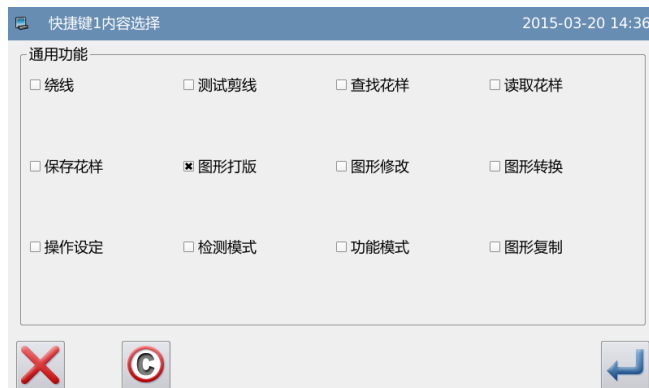 快捷键1内容选择 2015-03-20 14:36
通用功能
绕线 测试剪线 查找花样 读取花样
保存花样 图形打版 图形修改 图形转换
操作设定 检测模式 功能模式 图形复制
C